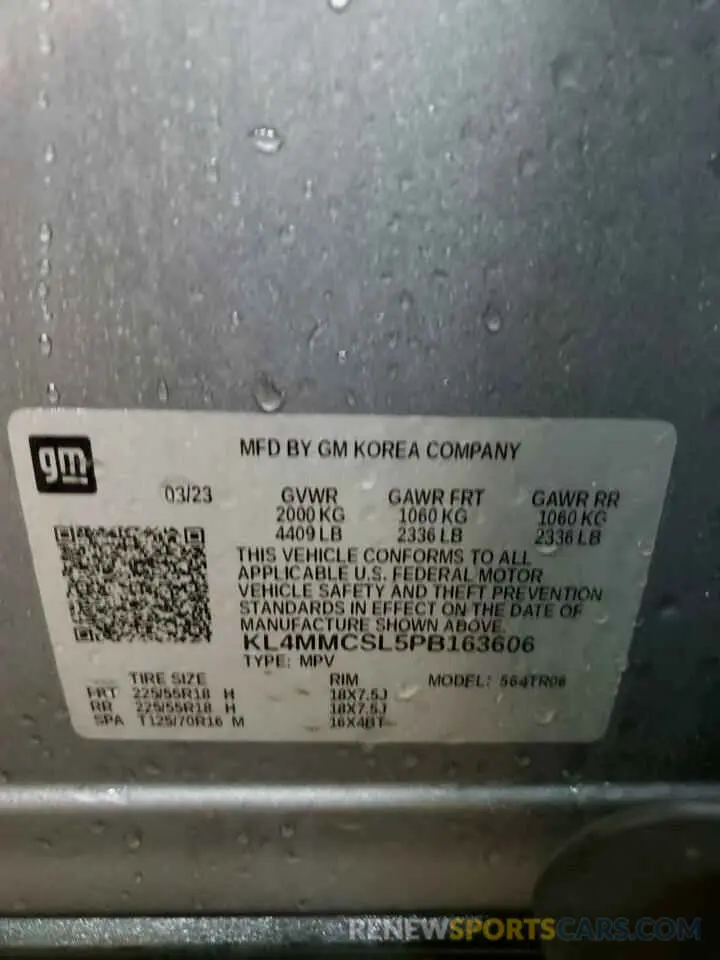 gm
MFD BY GM KOREA COMPANY
03/23 GVWR GAWR FRT GAWR RR
2000 KG 1060 KG 1060 KG
4409 LB 2336 LB 2336 LB
THIS VEHICLE CONFORMS TO ALL
APPLICABLE U.S. FEDERAL MOTOR
VEHICLE SAFETY AND THEFT PREVENTION
STANDARDS IN EFFECT ON THE DATE OF
MANUFACTURE SHOWN ABOVE.
KL4MMCSL5PB163606
TYPE: MPV
TIRE SIZE RIM MODEL: 564TR06
FRT 225/55R18 H 18X7.5J
RR 225/55R18 H 18X7.5J
SPA T125/70R16 M 16X4BT
RENEWSPORTSCARS.COM